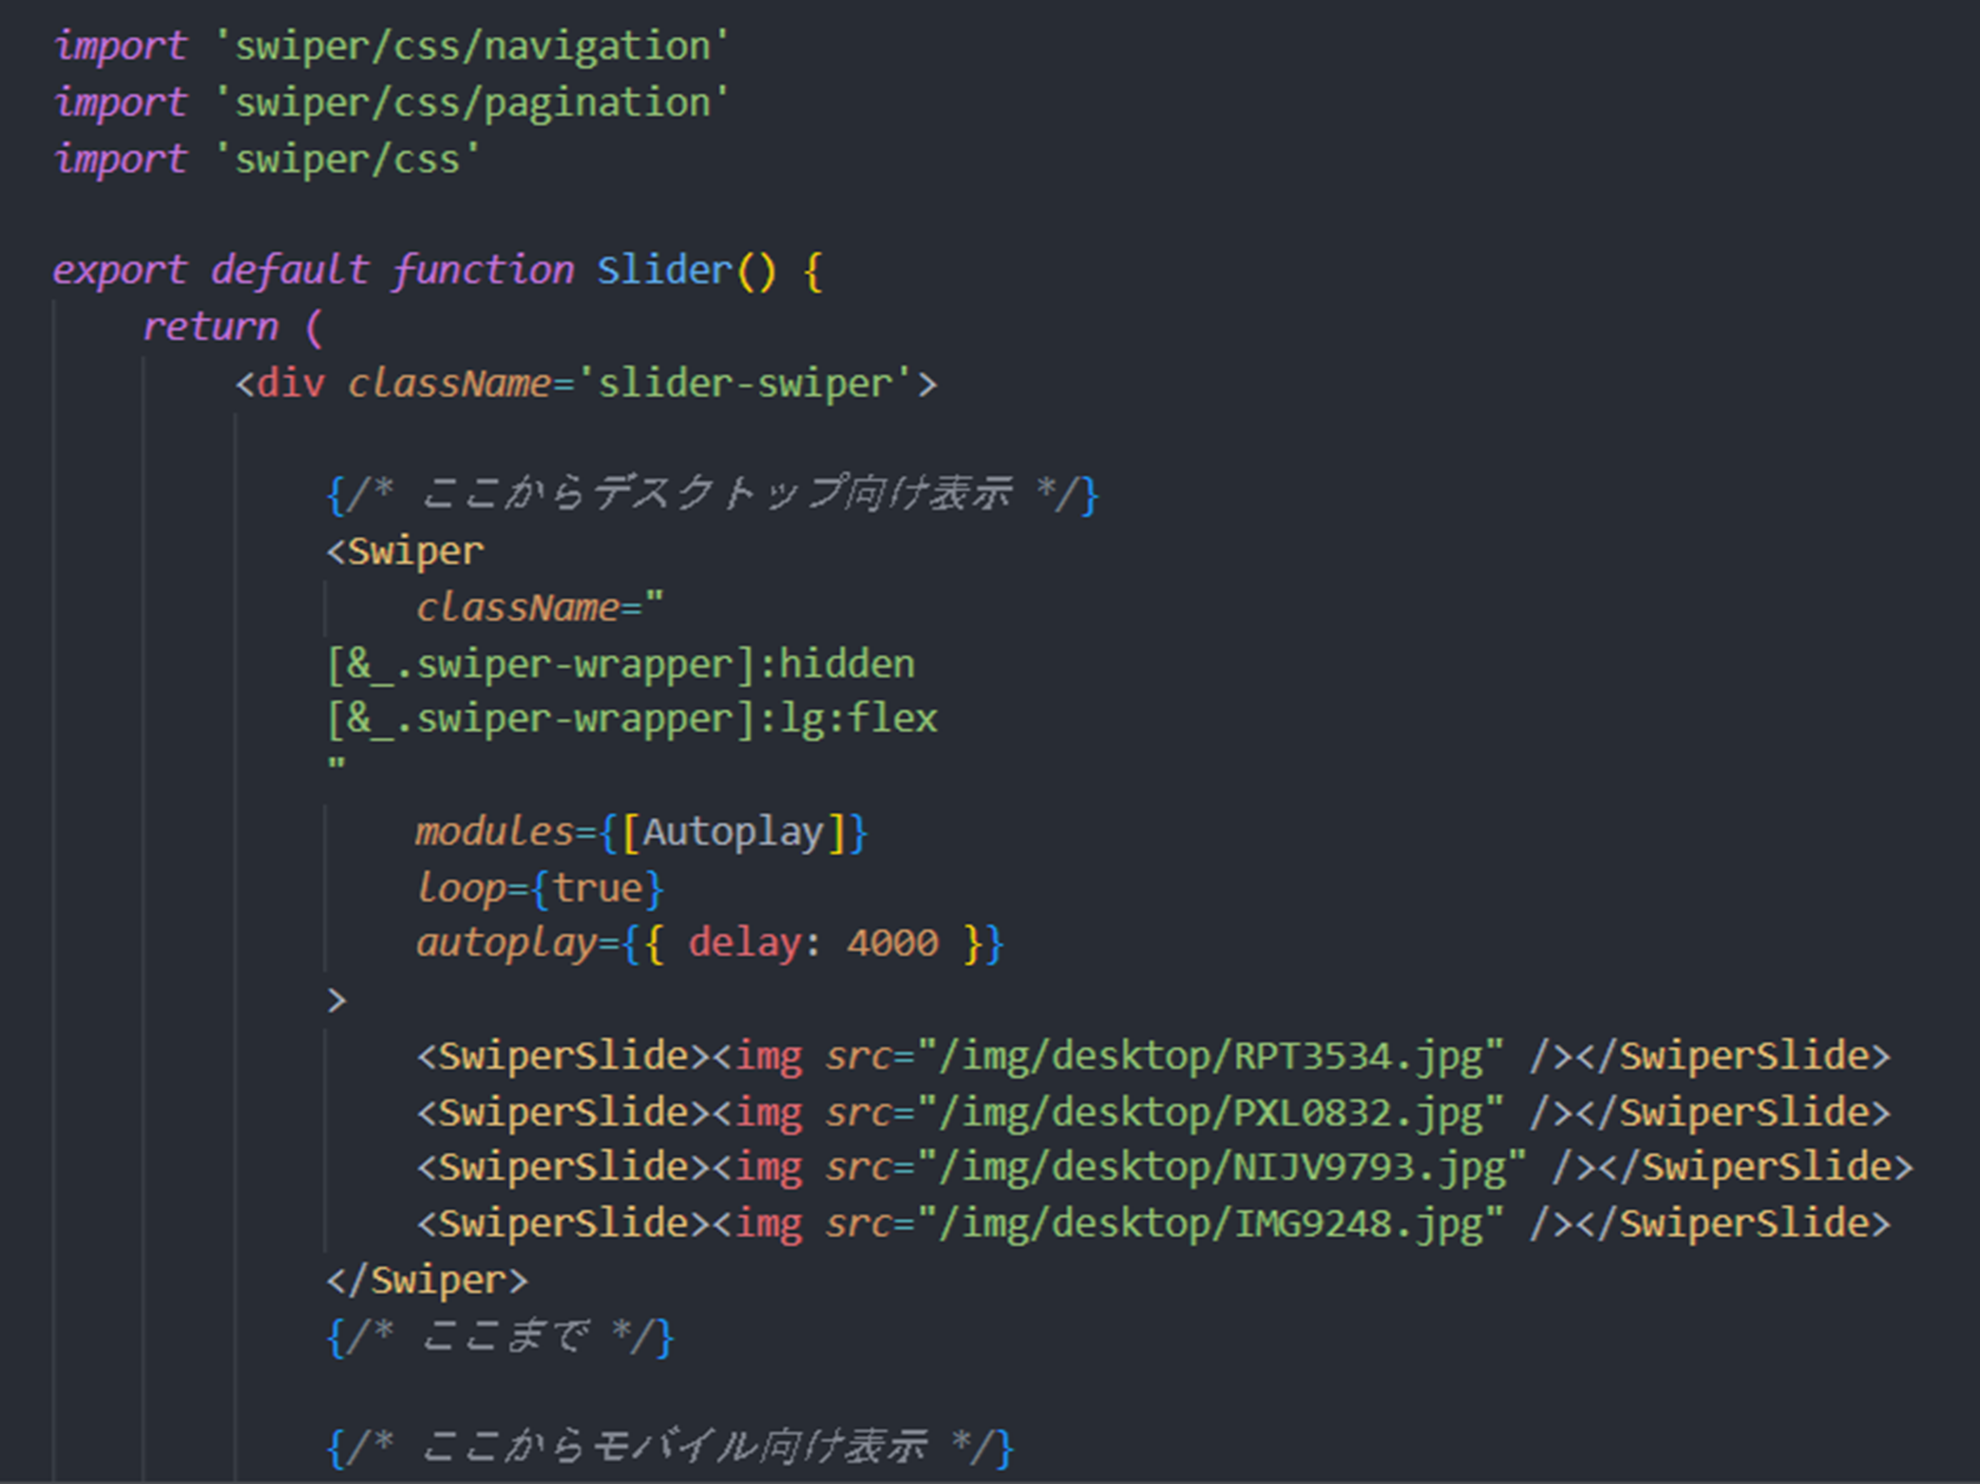 import 'swiper/css/navigation'
import 'swiper/css/pagination'
import 'swiper/css'
export default function Slider() {
return (
<div className='slider-swiper'>
{/* ここからデスクトップ向け表示 */}
<Swiper
className="
[&_.swiper-wrapper]:hidden
[&_.swiper-wrapper]:lg:flex
"
modules={[Autoplay]}
loop={true}
autoplay={{ delay: 4000 }}
>
<SwiperSlide><img src="/img/desktop/RPT3534.jpg" /></SwiperSlide>
<SwiperSlide><img src="/img/desktop/PXL0832.jpg" /></SwiperSlide>
<SwiperSlide><img src="/img/desktop/NIJV9793.jpg" /></SwiperSlide>
<SwiperSlide><img src="/img/desktop/IMG9248.jpg" /></SwiperSlide>
</Swiper>
{/* ここまで */}
{/* ここからモバイル向け表示 */}